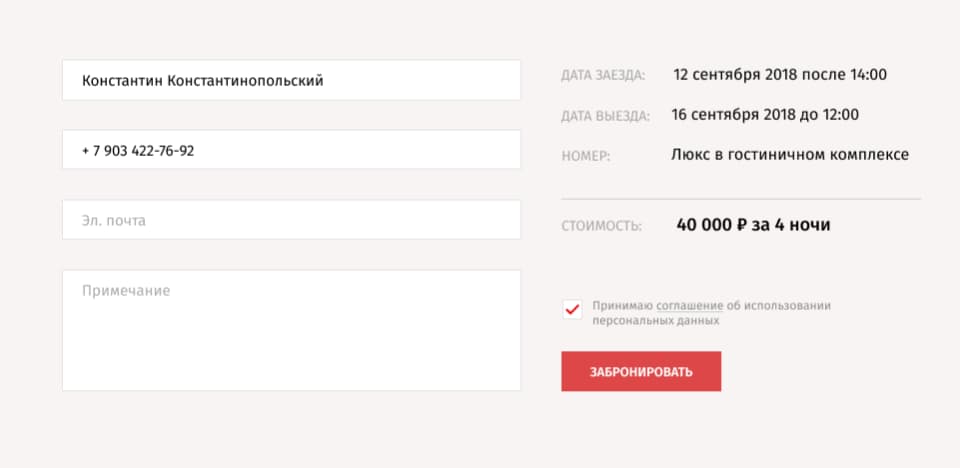 Константин Константинопольский
+ 7 903 422-76-92
Эл. почта
Примечание
ДАТА ЗАЕЗДА: 12 сентября 2018 после 14:00
ДАТА ВЫЕЗДА: 16 сентября 2018 до 12:00
НОМЕР: Люкс в гостиничном комплексе
СТОИМОСТЬ: 40 000 ₽ за 4 ночи
Принимаю соглашение об использовании
персональных данных
ЗАБРОНИРОВАТЬ